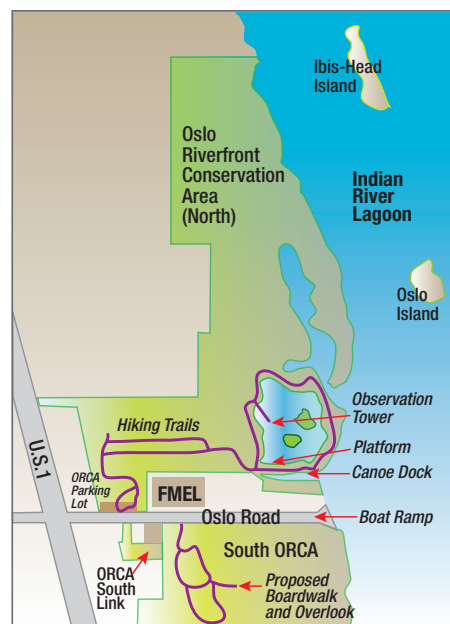 Ibis-Head
Island
Oslo
Riverfront
Conservation
Area
(North)
Indian
River
Lagoon
Oslo
Island
Observation
Tower
Hiking Trails
Platform
Canoe Dock
U.S.1
ORCA
Parking
Lot
FMEL
Oslo Road
Boat Ramp
South ORCA
ORCA
South
Link
Proposed
Boardwalk
and Overlook